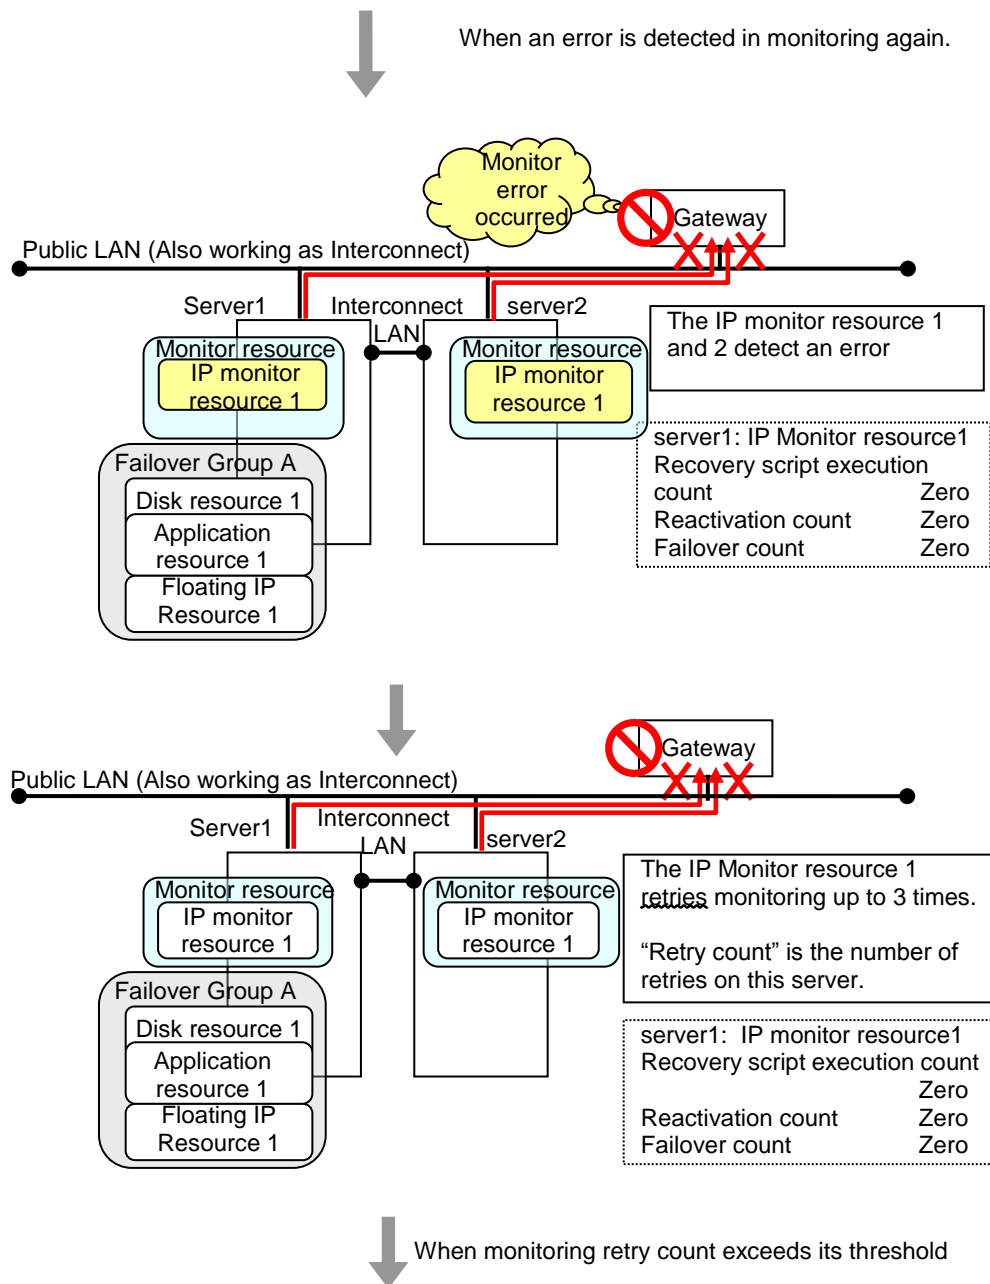 When an error is detected in monitoring again.
Monitor
error
occurred
Gateway
Public LAN (Also working as Interconnect)
Server1
Interconnect
LAN
server2
Monitor resource
IP monitor
resource 1
Monitor resource
IP monitor
resource 1
The IP monitor resource 1
and 2 detect an error
Failover Group A
Disk resource 1
Application
resource 1
Floating IP
Resource 1
server1: IP Monitor resource1
Recovery script execution
count Zero
Reactivation count Zero
Failover count Zero
Gateway
Public LAN (Also working as Interconnect)
Server1
Interconnect
LAN
server2
Monitor resource
IP monitor
resource 1
Monitor resource
IP monitor
resource 1
The IP Monitor resource 1
retries monitoring up to 3 times.
“Retry count” is the number of
retries on this server.
Failover Group A
Disk resource 1
Application
resource 1
Floating IP
Resource 1
server1: IP monitor resource1
Recovery script execution count
Zero
Reactivation count Zero
Failover count Zero
When monitoring retry count exceeds its threshold